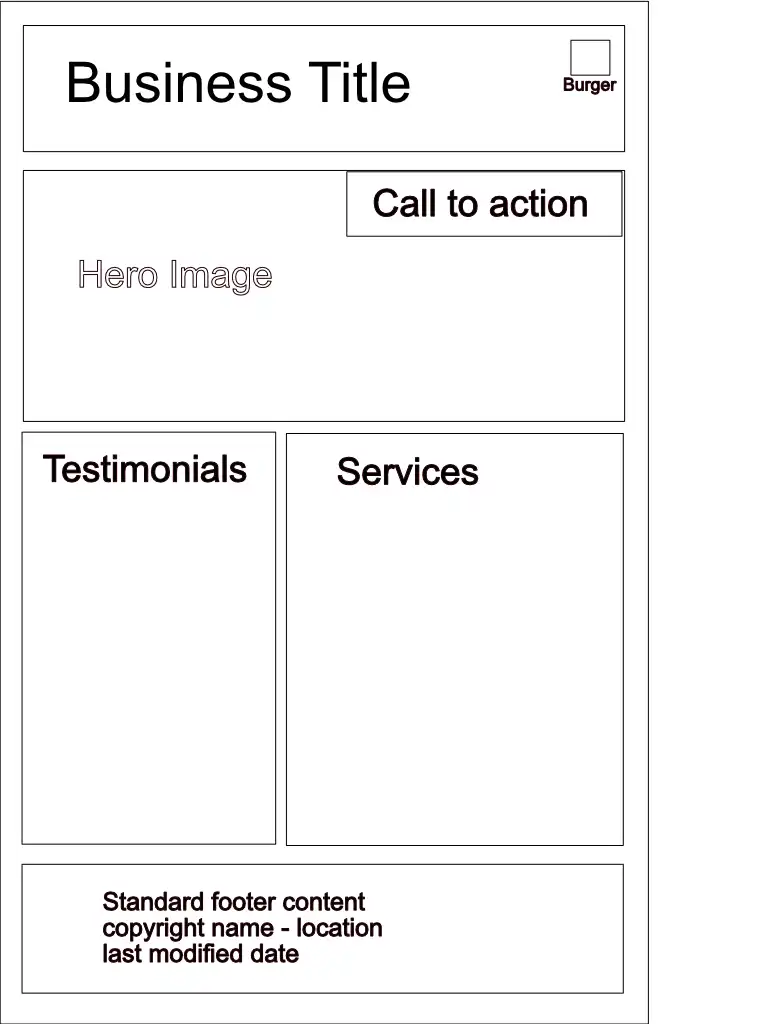 Business Title
Burger
Call to action
Hero Image
Testimonials
Services
Standard footer content
copyright name - location
last modified date